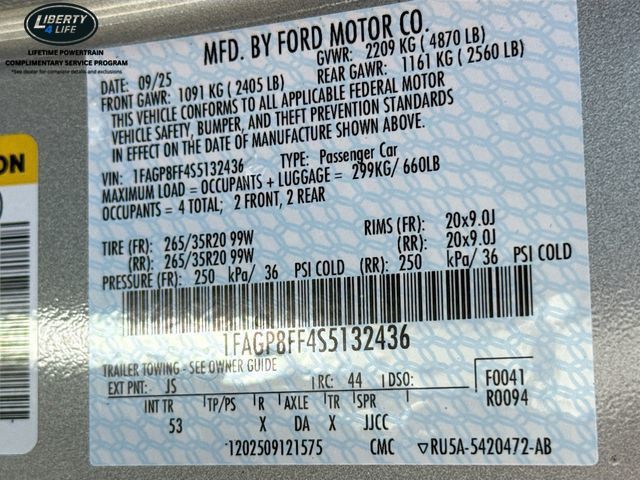 LIBERTY
4 LIFE
LIFETIME POWERTRAIN
COMPLIMENTARY SERVICE PROGRAM
*See dealer for complete details and exclusions
MFD. BY FORD MOTOR CO.
DATE: 09/25 GVWR: 2209 KG ( 4870 LB)
FRONT GAWR: 1091 KG ( 2405 LB) REAR GAWR: 1161 KG ( 2560 LB)
THIS VEHICLE CONFORMS TO ALL APPLICABLE FEDERAL MOTOR
VEHICLE SAFETY, BUMPER, AND THEFT PREVENTION STANDARDS
IN EFFECT ON THE DATE OF MANUFACTURE SHOWN ABOVE.
VIN: 1FAGP8FF4S5132436 TYPE: Passenger Car
MAXIMUM LOAD = OCCUPANTS + LUGGAGE = 299KG/ 660LB
OCCUPANTS = 4 TOTAL; 2 FRONT, 2 REAR
TIRE (FR): 265/35R20 99W RIMS (FR): 20x9.0J
(RR): 265/35R20 99W (RR): 20x9.0J
PRESSURE (FR): 250 kPa/ 36 PSI COLD (RR): 250 kPa/ 36 PSI COLD
1FAGP8FF4S5132436
TRAILER TOWING - SEE OWNER GUIDE
EXT PNT: JS RC: 44 DSO: F0041
INT TR TP/PS R AXLE TR SPR R0094
53 X DA X JJCC
1202509121575 CMC ▽RU5A-5420472-AB
ON